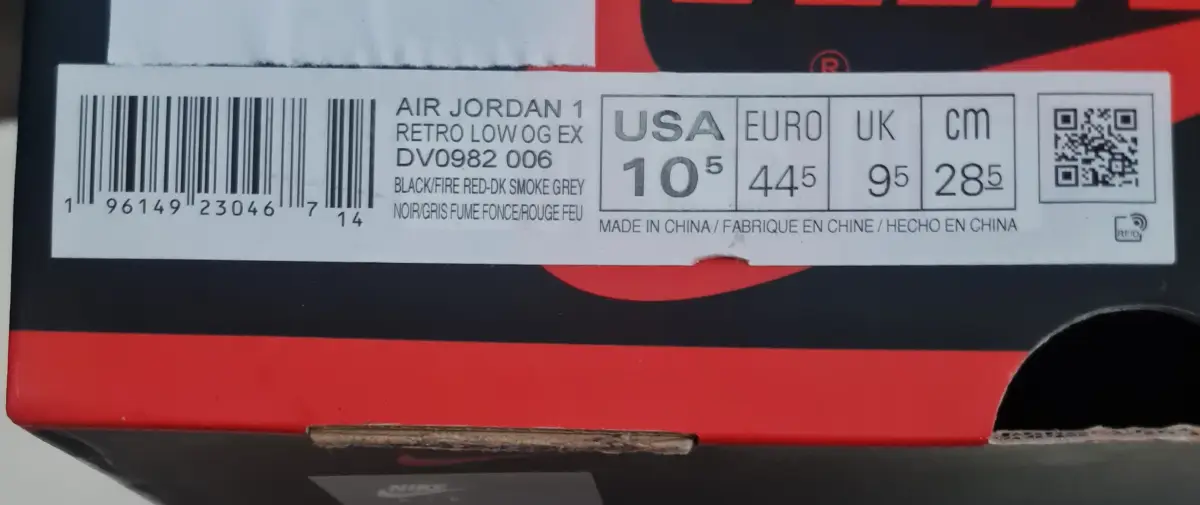 ®
AIR JORDAN 1
RETRO LOW OG EX
DV0982 006
BLACK/FIRE RED-DK SMOKE GREY
NOIR/GRIS FUME FONCE/ROUGE FEU
1 96149 23046 7 14
USA EURO UK CM
10⁵ 44⁵ 9⁵ 28⁵
MADE IN CHINA / FABRIQUE EN CHINE / HECHO EN CHINA
RFID
NIKE